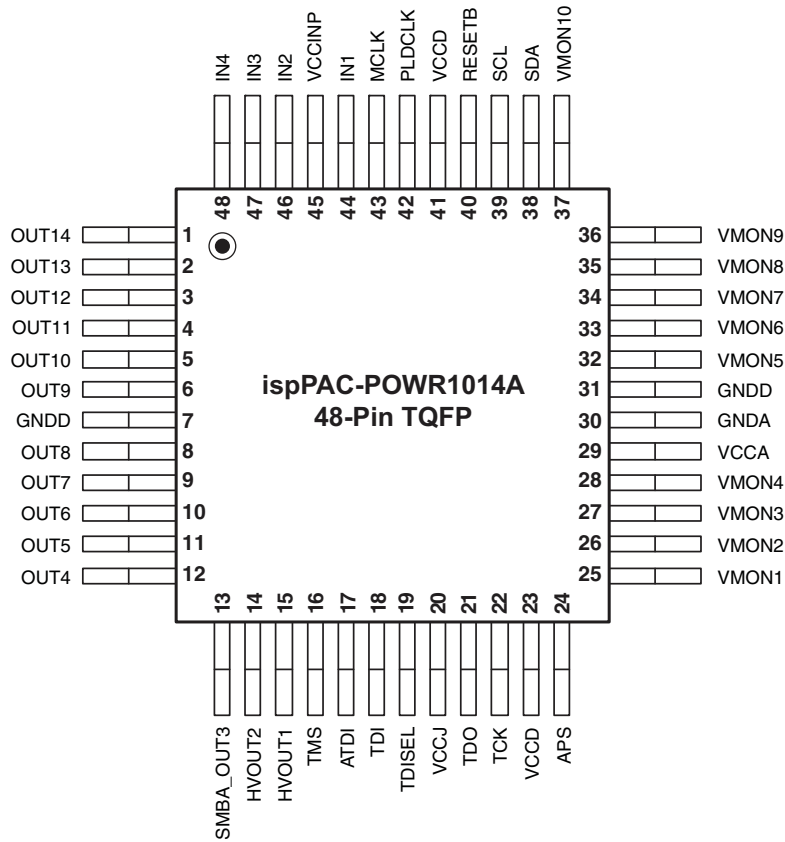 IN4
IN3
IN2
VCCINP
IN1
MCLK
PLDCLK
VCCD
RESETB
SCL
SDA
VMON10
48
47
46
45
44
43
42
41
40
39
38
37
OUT14 1
OUT13 2
OUT12 3
OUT11 4
OUT10 5
OUT9 6
GNDD 7
OUT8 8
OUT7 9
OUT6 10
OUT5 11
OUT4 12
ispPAC-POWR1014A
48-Pin TQFP
36 VMON9
35 VMON8
34 VMON7
33 VMON6
32 VMON5
31 GNDD
30 GNDA
29 VCCA
28 VMON4
27 VMON3
26 VMON2
25 VMON1
13
14
15
16
17
18
19
20
21
22
23
24
SMBA_OUT3
HVOUT2
HVOUT1
TMS
ATDI
TDI
TDISEL
VCCJ
TDO
TCK
VCCD
APS